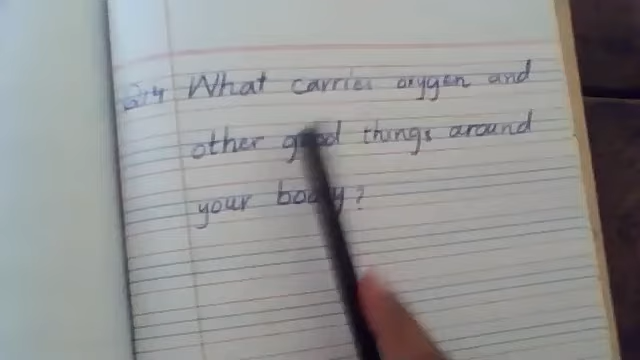 What carries oxygen and
other good things around
your body?